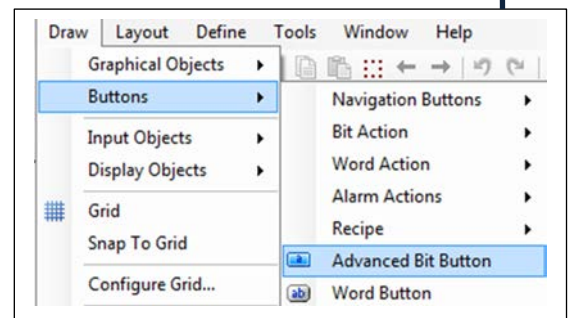 Draw Layout Define Tools Window Help
Graphical Objects
Buttons
Input Objects
Display Objects
Grid
Snap To Grid
Configure Grid...
Navigation Buttons
Bit Action
Word Action
Alarm Actions
Recipe
Advanced Bit Button
Word Button